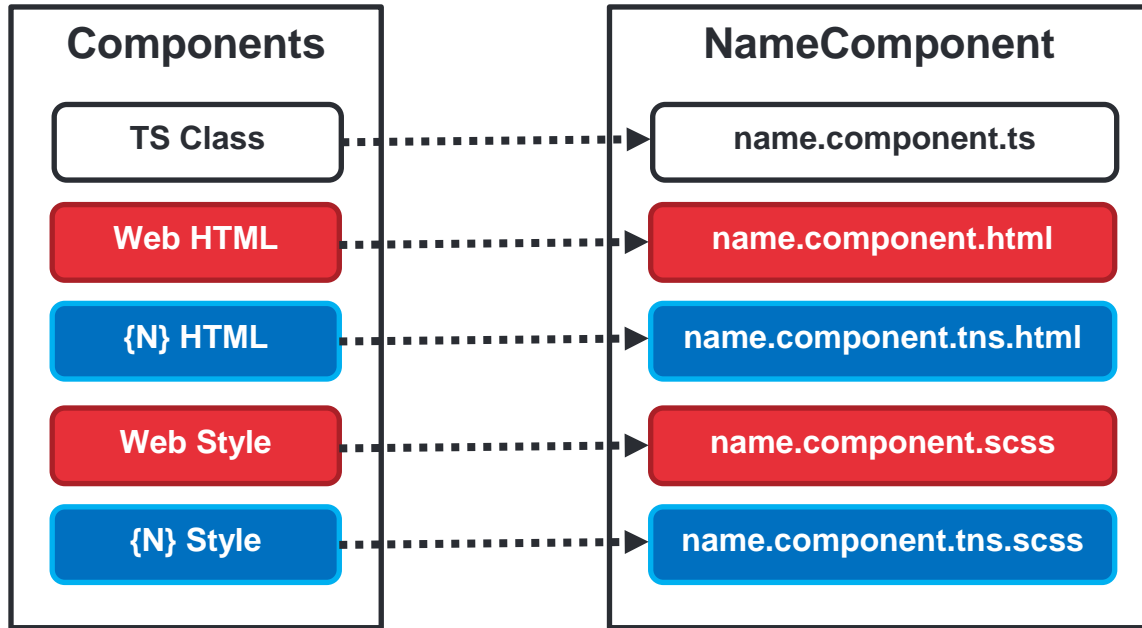 Components
TS Class
Web HTML
{N} HTML
Web Style
{N} Style
NameComponent
name.component.ts
name.component.html
name.component.tns.html
name.component.scss
name.component.tns.scss